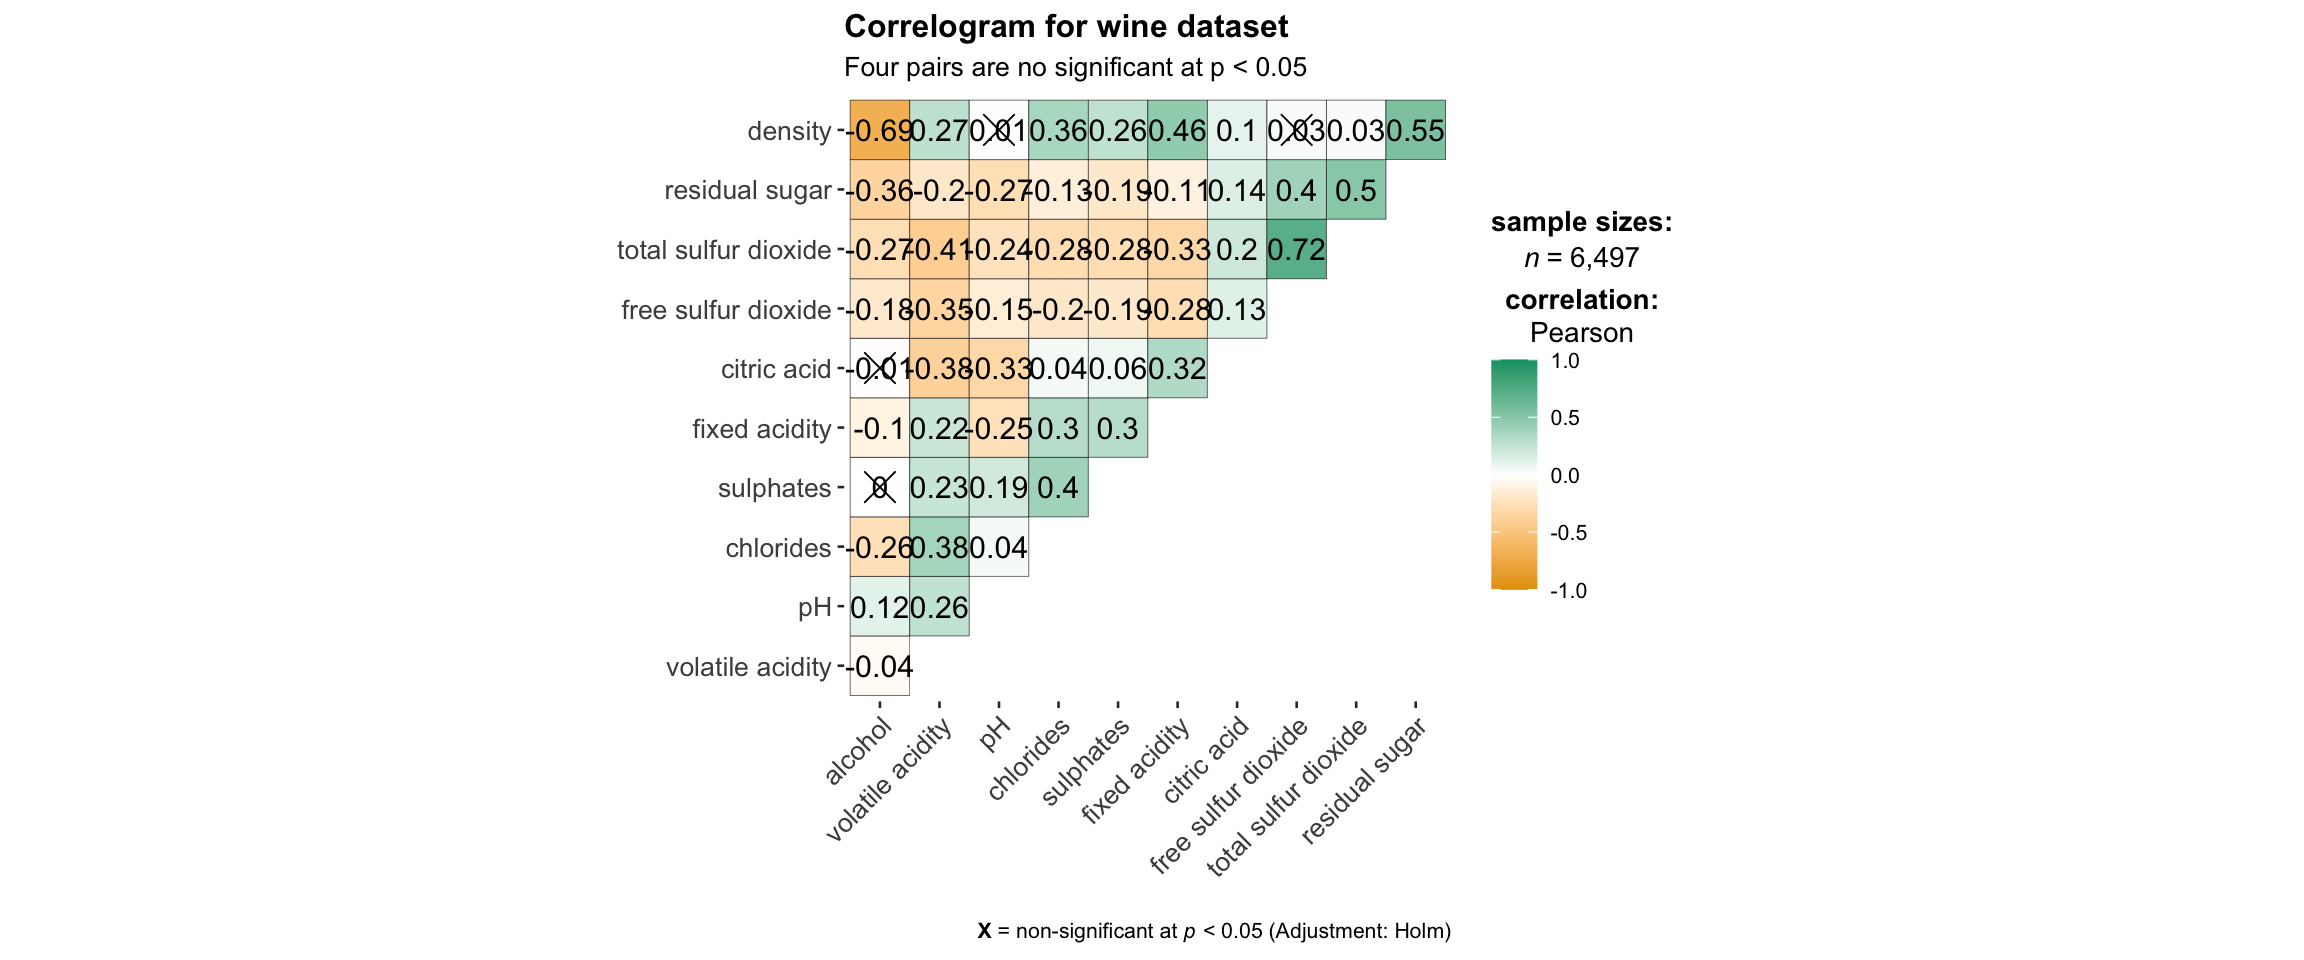 Correlogram for wine dataset
Four pairs are no significant at p < 0.05
density -0.69 0.27 0.01 0.36 0.26 0.46 0.1 0.03 0.03 0.55
residual sugar -0.36 -0.2 -0.27 -0.13 -0.19 -0.11 0.14 0.4 0.5
total sulfur dioxide -0.27 -0.41 -0.24 -0.28 -0.28 -0.33 0.2 0.72
free sulfur dioxide -0.18 -0.35 -0.15 -0.2 -0.19 -0.28 0.13
citric acid -0.01 -0.38 -0.33 0.04 0.06 0.32
fixed acidity -0.1 0.22 -0.25 0.3 0.3
sulphates 0 0.23 0.19 0.4
chlorides -0.26 0.38 0.04
pH 0.12 0.26
volatile acidity -0.04
alcohol
volatile acidity
pH
chlorides
sulphates
fixed acidity
citric acid
free sulfur dioxide
total sulfur dioxide
residual sugar
sample sizes:
n = 6,497
correlation:
Pearson
1.0
0.5
0.0
-0.5
-1.0
X = non-significant at p < 0.05 (Adjustment: Holm)